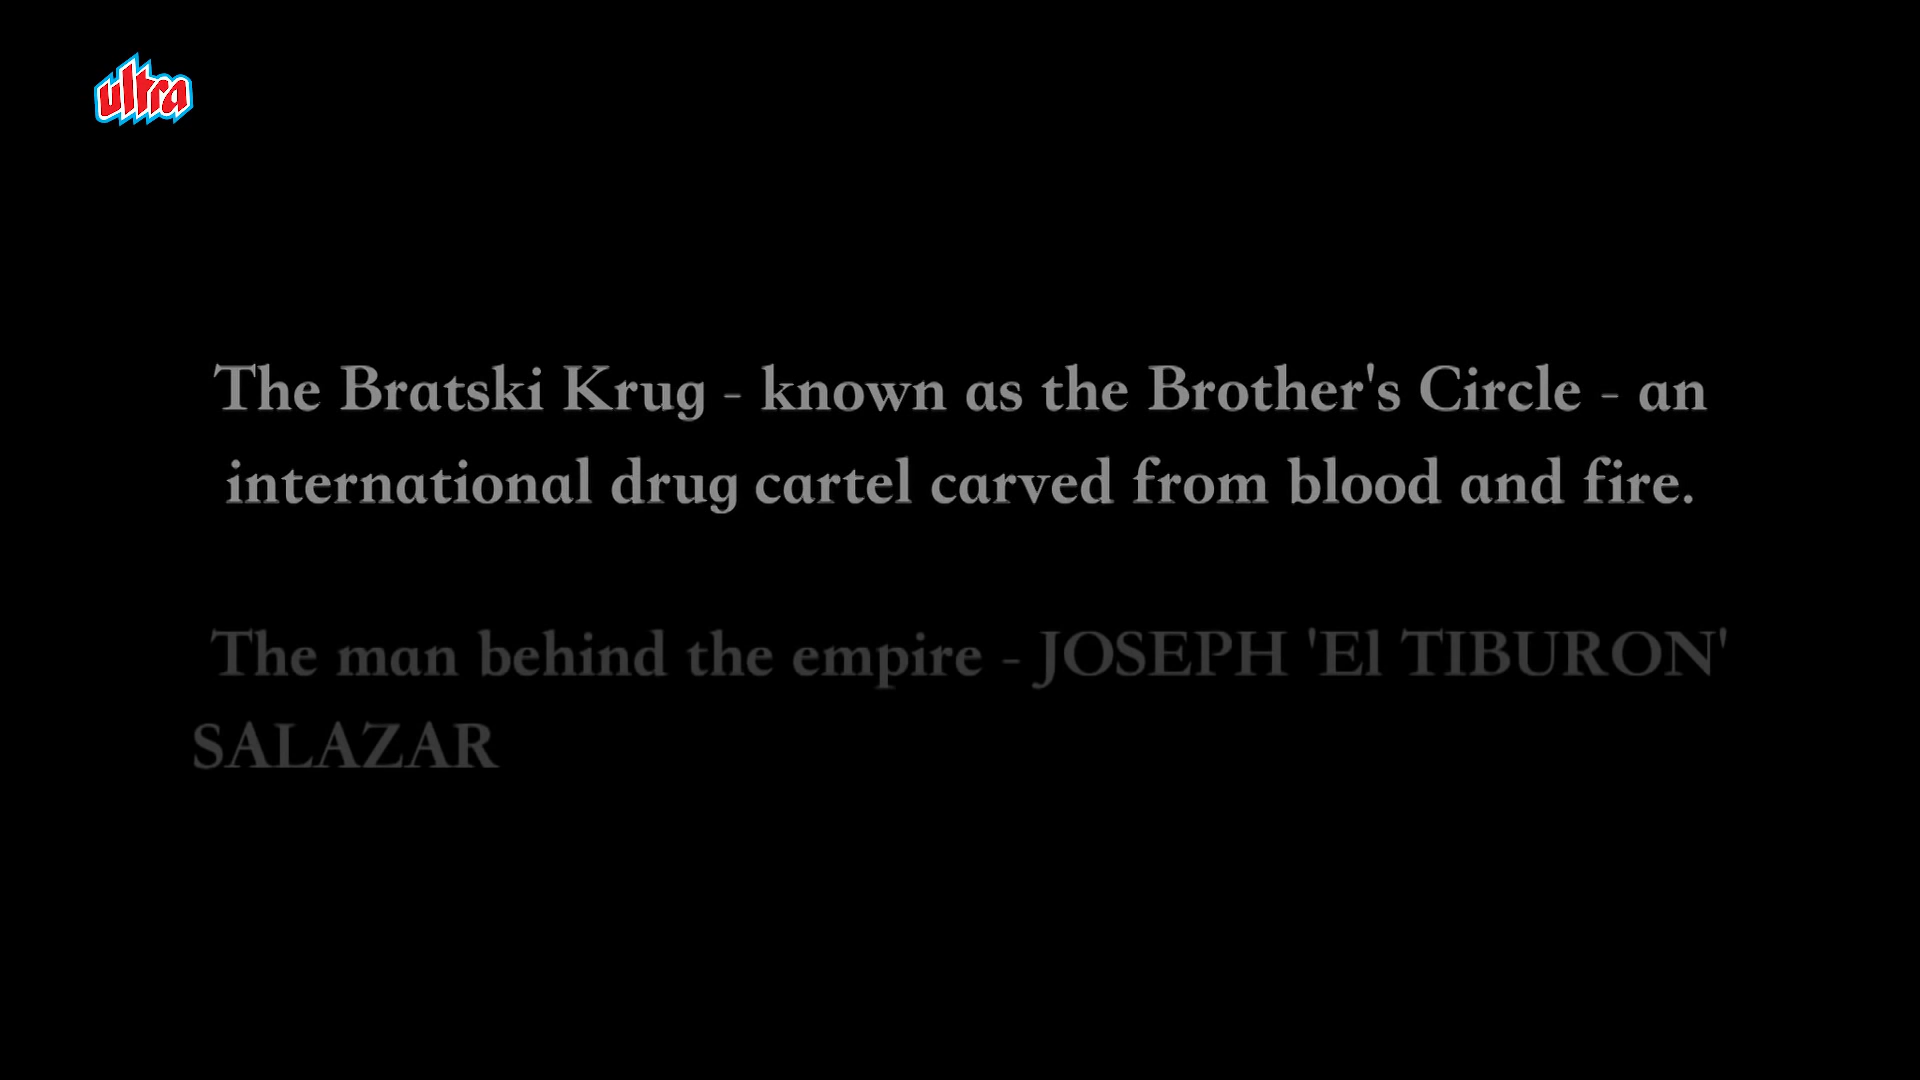 ultra
The Bratski Krug - known as the Brother's Circle - an
international drug cartel carved from blood and fire.
The man behind the empire - JOSEPH 'El TIBURON'
SALAZAR